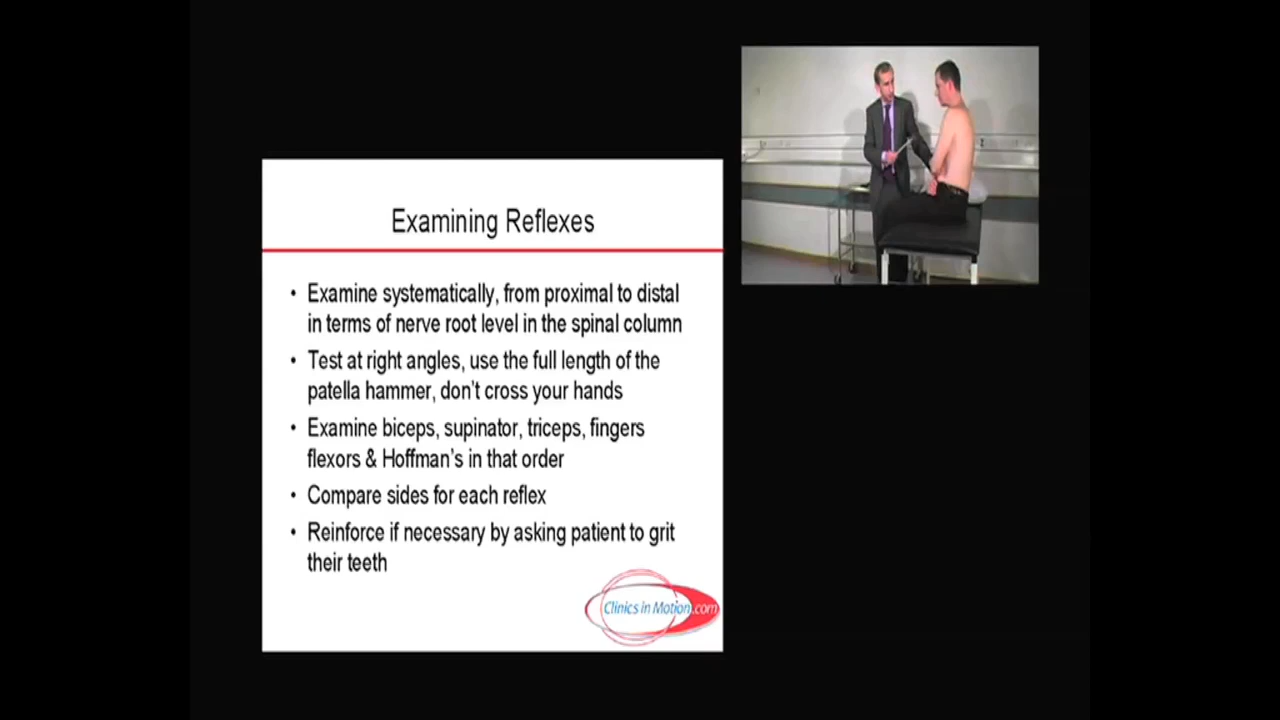 Examining Reflexes
• Examine systematically, from proximal to distal
in terms of nerve root level in the spinal column
• Test at right angles, use the full length of the
patella hammer, don't cross your hands
• Examine biceps, supinator, triceps, fingers
flexors & Hoffman's in that order
• Compare sides for each reflex
• Reinforce if necessary by asking patient to grit
their teeth
Clinics in Motion.com